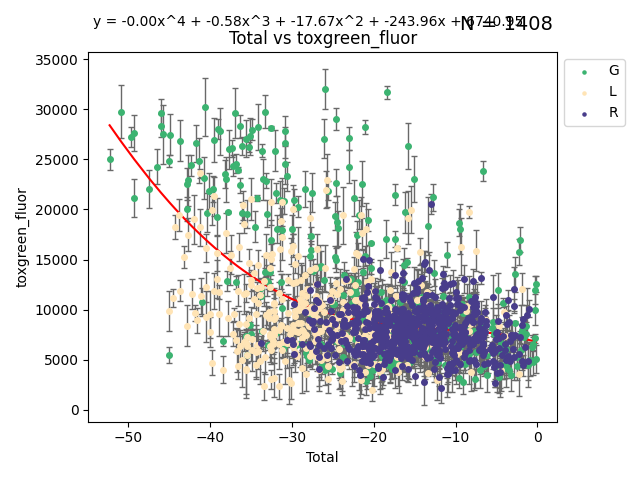 y = -0.00x^4 + -0.58x^3 + -17.67x^2 + -243.96x + 6740.95
N = 1408
Total vs toxgreen_fluor
35000
30000
25000
20000
15000
10000
5000
0
toxgreen_fluor
−50 −40 −30 −20 −10 0
Total
G
L
R